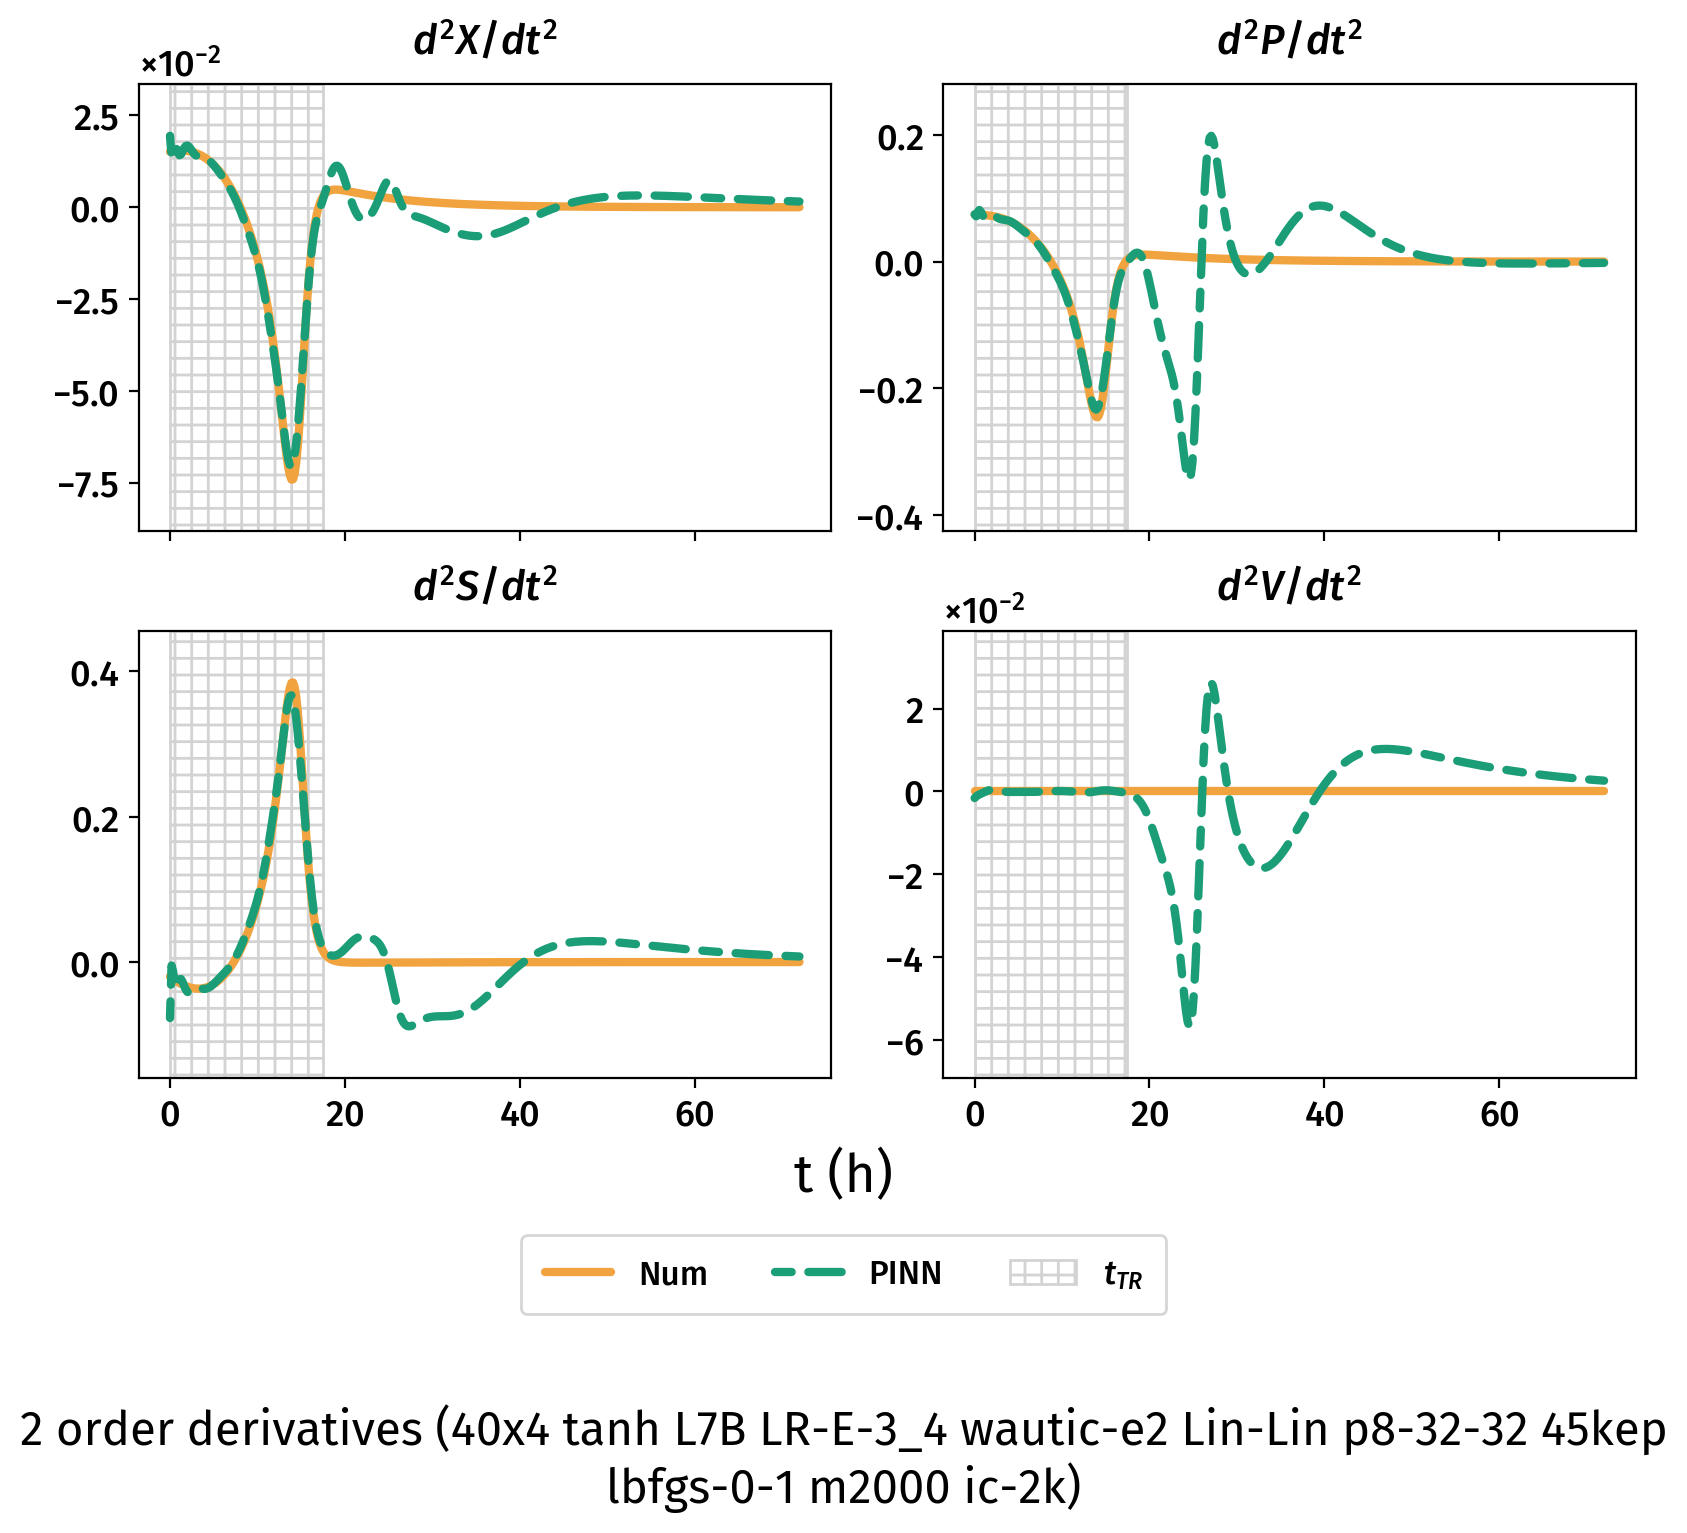 d²X/dt²
×10⁻²
2.5
0.0
−2.5
−5.0
−7.5
d²P/dt²
0.2
0.0
−0.2
−0.4
d²S/dt²
0.4
0.2
0.0
0 20 40 60
d²V/dt²
×10⁻²
2
0
−2
−4
−6
0 20 40 60
t (h)
Num PINN t_TR
2 order derivatives (40x4 tanh L7B LR-E-3_4 wautic-e2 Lin-Lin p8-32-32 45kep
lbfgs-0-1 m2000 ic-2k)